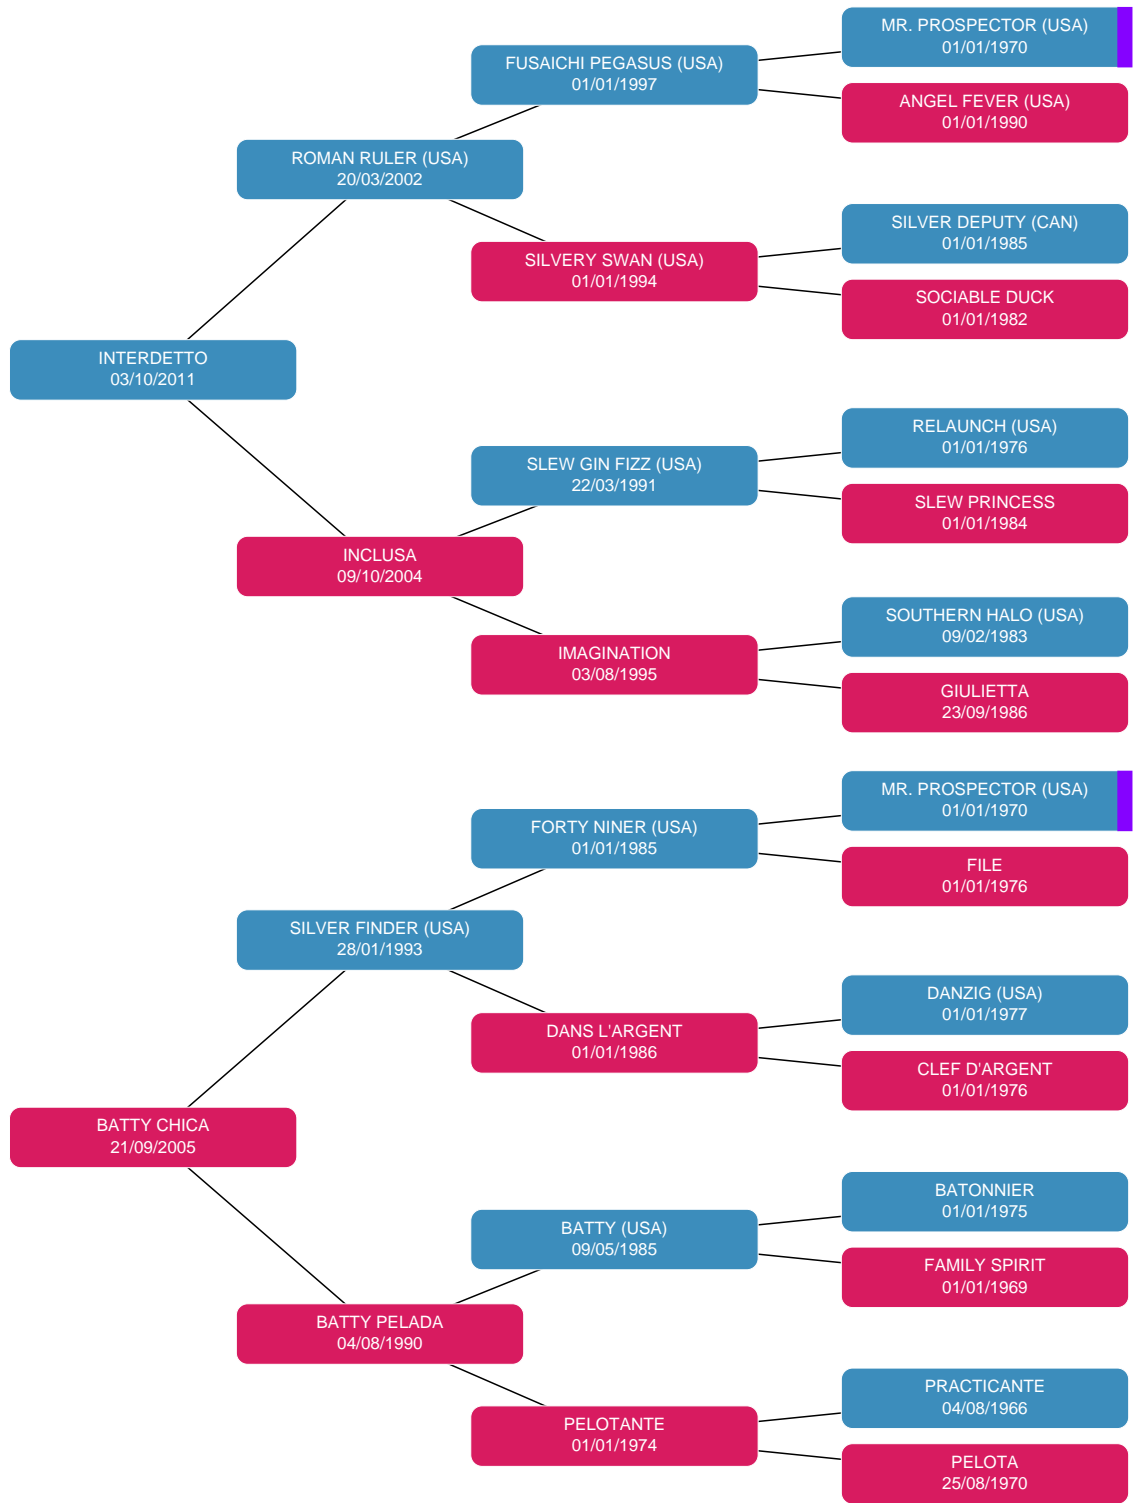 MR. PROSPECTOR (USA)
01/01/1970
FUSAICHI PEGASUS (USA)
01/01/1997
ANGEL FEVER (USA)
01/01/1990
ROMAN RULER (USA)
20/03/2002
SILVER DEPUTY (CAN)
01/01/1985
SILVERY SWAN (USA)
01/01/1994
SOCIABLE DUCK
01/01/1982
INTERDETTO
03/10/2011
RELAUNCH (USA)
01/01/1976
SLEW GIN FIZZ (USA)
22/03/1991
SLEW PRINCESS
01/01/1984
INCLUSA
09/10/2004
SOUTHERN HALO (USA)
09/02/1983
IMAGINATION
03/08/1995
GIULIETTA
23/09/1986
MR. PROSPECTOR (USA)
01/01/1970
FORTY NINER (USA)
01/01/1985
FILE
01/01/1976
SILVER FINDER (USA)
28/01/1993
DANZIG (USA)
01/01/1977
DANS L'ARGENT
01/01/1986
CLEF D'ARGENT
01/01/1976
BATTY CHICA
21/09/2005
BATONNIER
01/01/1975
BATTY (USA)
09/05/1985
FAMILY SPIRIT
01/01/1969
BATTY PELADA
04/08/1990
PRACTICANTE
04/08/1966
PELOTANTE
01/01/1974
PELOTA
25/08/1970